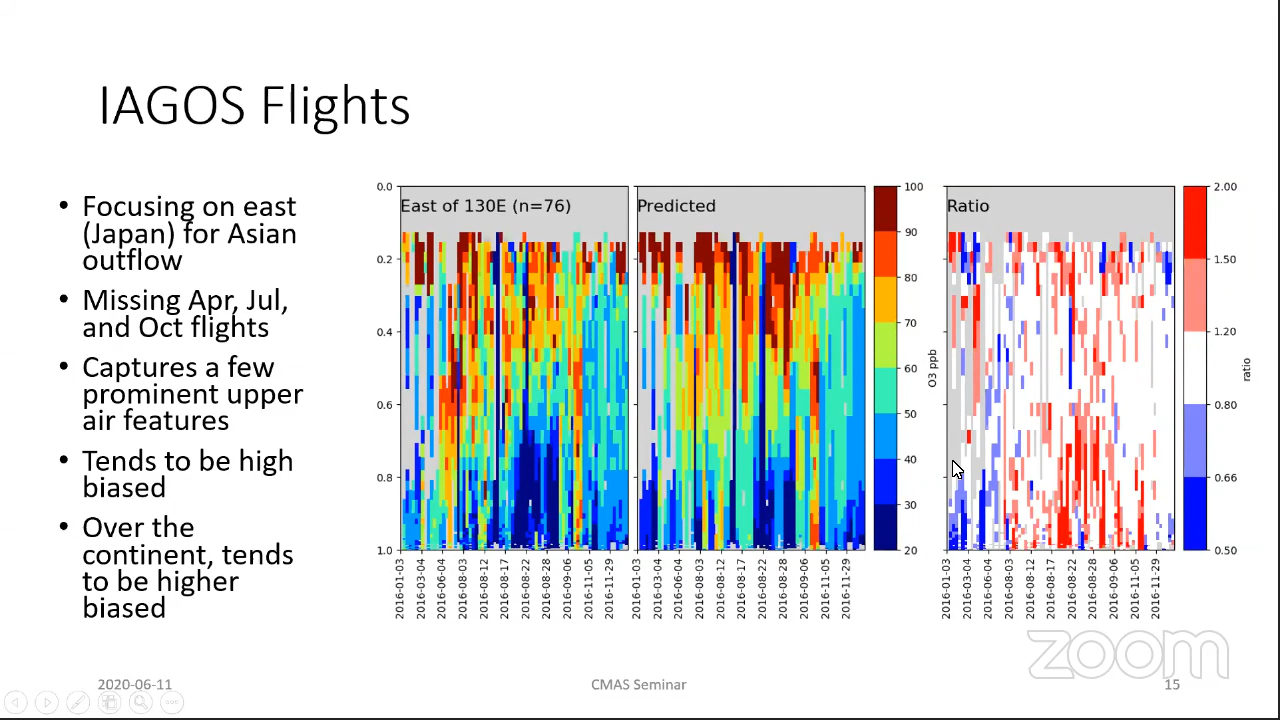 IAGOS Flights
• Focusing on east
(Japan) for Asian
outflow
• Missing Apr, Jul,
and Oct flights
• Captures a few
prominent upper
air features
• Tends to be high
biased
• Over the
continent, tends
to be higher
biased
East of 130E (n=76)
Predicted
Ratio
0.0
0.2
0.4
0.6
0.8
1.0
2016-01-03
2016-03-04
2016-06-04
2016-08-03
2016-08-12
2016-08-17
2016-08-22
2016-08-28
2016-09-06
2016-11-05
2016-11-29
2016-01-03
2016-03-04
2016-06-04
2016-08-03
2016-08-12
2016-08-17
2016-08-22
2016-08-28
2016-09-06
2016-11-05
2016-11-29
100
90
80
70
60
50
40
30
20
O3 ppb
2016-01-03
2016-03-04
2016-06-04
2016-08-03
2016-08-12
2016-08-17
2016-08-22
2016-08-28
2016-09-06
2016-11-05
2016-11-29
2.00
1.50
1.20
0.80
0.66
0.50
ratio
zoom
2020-06-11
CMAS Seminar
15